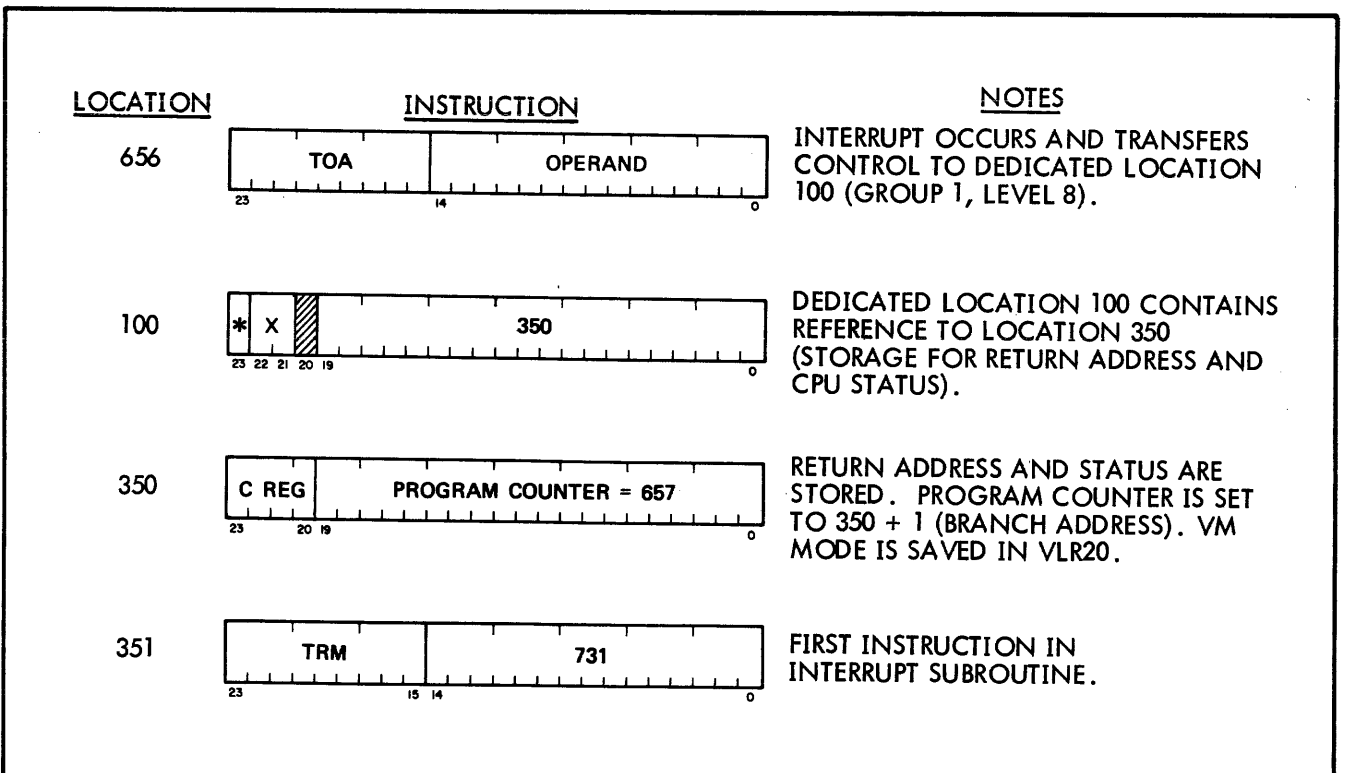 LOCATION INSTRUCTION NOTES
656 TOA OPERAND INTERRUPT OCCURS AND TRANSFERS
CONTROL TO DEDICATED LOCATION
100 (GROUP 1, LEVEL 8).
23 14 0
100 * X 350 DEDICATED LOCATION 100 CONTAINS
REFERENCE TO LOCATION 350
(STORAGE FOR RETURN ADDRESS AND
CPU STATUS).
23 22 21 20 19 0
350 C REG PROGRAM COUNTER = 657 RETURN ADDRESS AND STATUS ARE
STORED. PROGRAM COUNTER IS SET
TO 350 + 1 (BRANCH ADDRESS). VM
MODE IS SAVED IN VLR20.
23 20 19 0
351 TRM 731 FIRST INSTRUCTION IN
INTERRUPT SUBROUTINE.
23 15 14 0